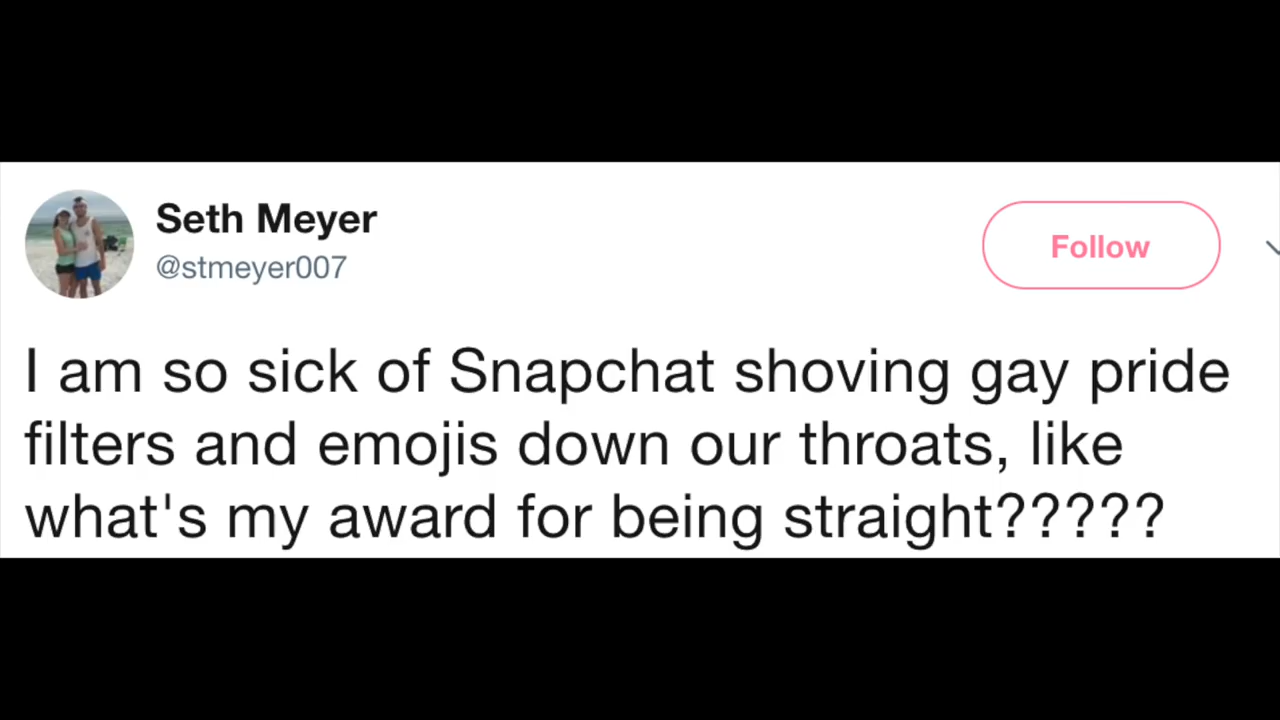 Seth Meyer
@stmeyer007
Follow
I am so sick of Snapchat shoving gay pride
filters and emojis down our throats, like
what's my award for being straight?????